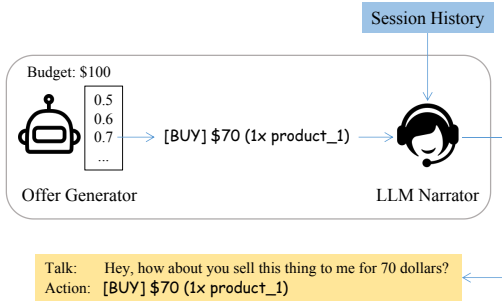 Session History
Budget: $100
0.5
0.6
0.7
...
[BUY] $70 (1x product_1)
Offer Generator
LLM Narrator
Talk: Hey, how about you sell this thing to me for 70 dollars?
Action: [BUY] $70 (1x product_1)